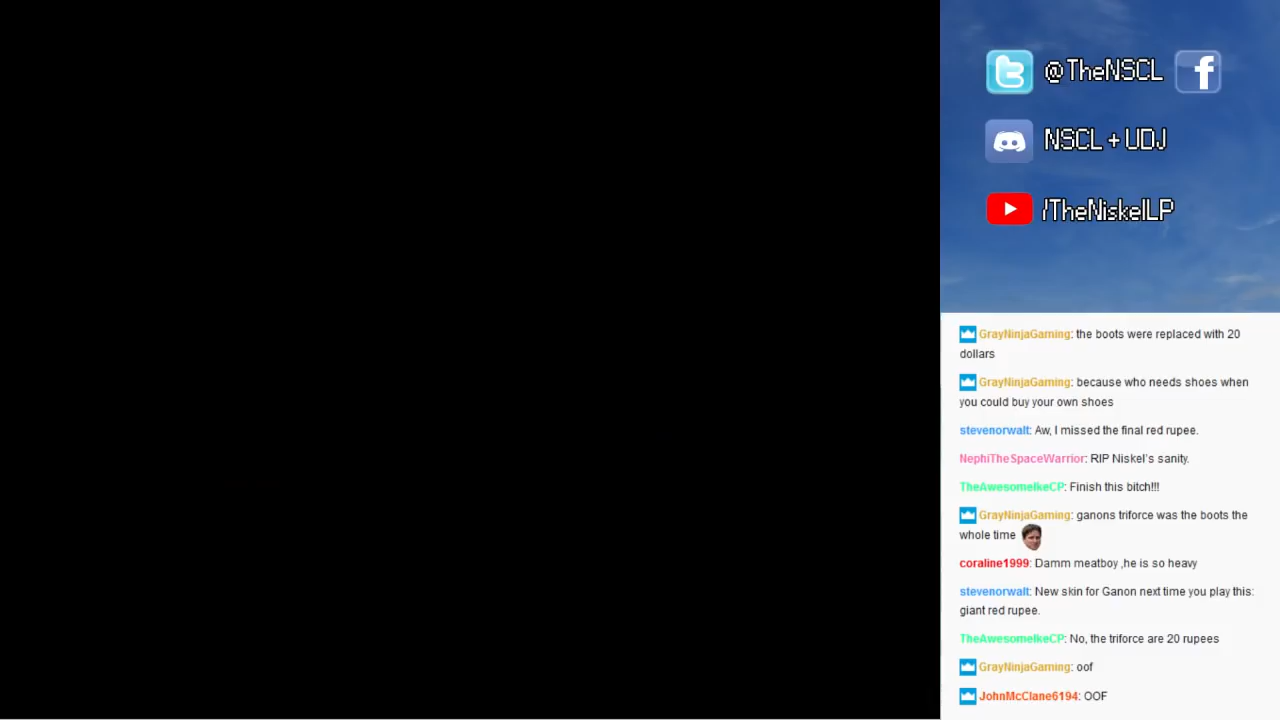 @TheNSCL
NSCL + UDJ
/TheNiskelLP
GrayNinjaGaming: the boots were replaced with 20
dollars
GrayNinjaGaming: because who needs shoes when
you could buy your own shoes
stevenorwalt: Aw, I missed the final red rupee.
NephiTheSpaceWarrior: RIP Niskel's sanity.
TheAwesomeIkeCP: Finish this bitch!!!
GrayNinjaGaming: ganons triforce was the boots the
whole time
coraline1999: Damm meatboy ,he is so heavy
stevenorwalt: New skin for Ganon next time you play this:
giant red rupee.
TheAwesomeIkeCP: No, the triforce are 20 rupees
GrayNinjaGaming: oof
JohnMcClane6194: OOF